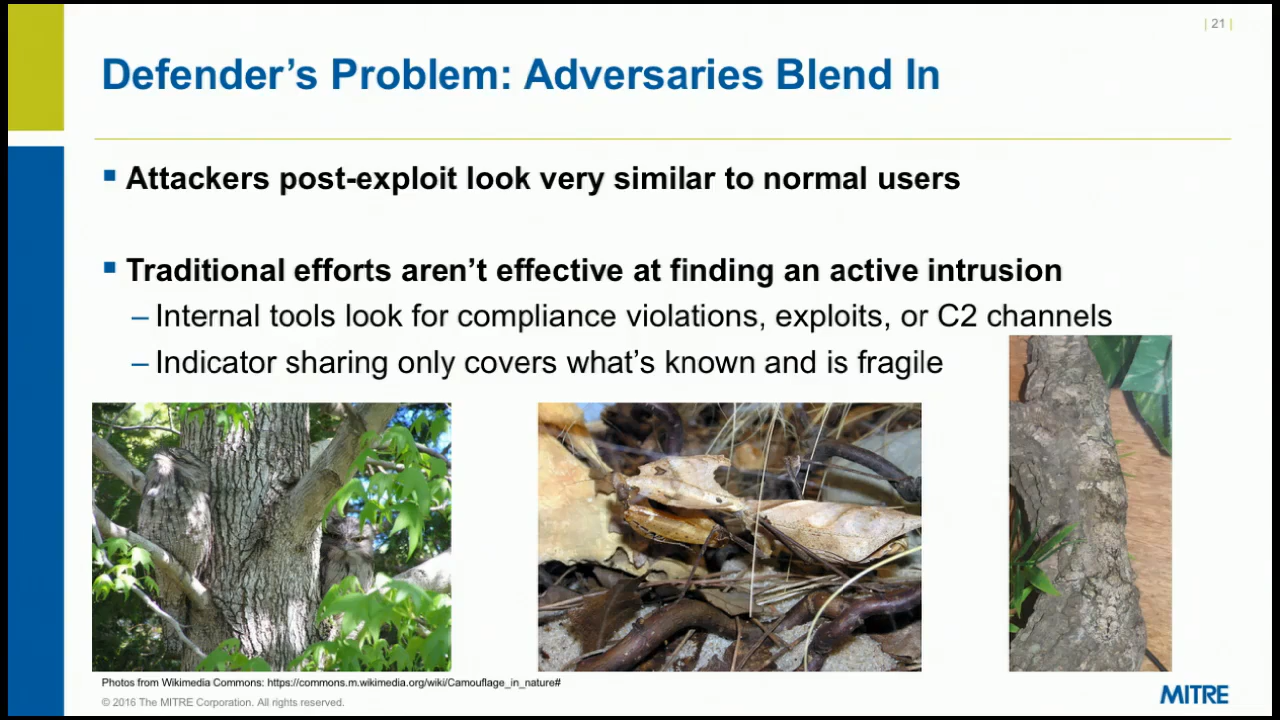 | 21 |
Defender's Problem: Adversaries Blend In
▪ Attackers post-exploit look very similar to normal users
▪ Traditional efforts aren't effective at finding an active intrusion
– Internal tools look for compliance violations, exploits, or C2 channels
– Indicator sharing only covers what's known and is fragile
Photos from Wikimedia Commons: https://commons.m.wikimedia.org/wiki/Camouflage_in_nature#
© 2016 The MITRE Corporation. All rights reserved.
MITRE